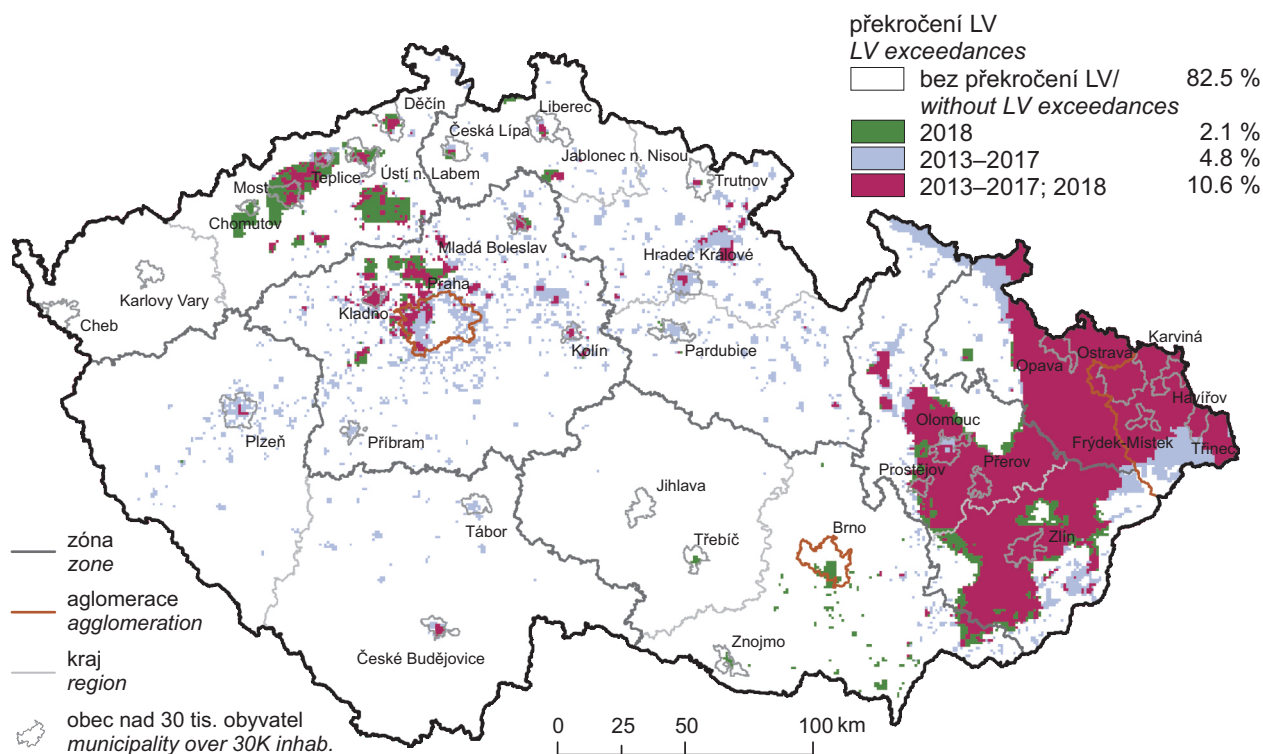 překročení LV
LV exceedances
bez překročení LV/ 82.5 %
without LV exceedances
2018 2.1 %
2013–2017 4.8 %
2013–2017; 2018 10.6 %
Děčín
Liberec
Česká Lípa
Jablonec n. Nisou
Teplice
Ústí n. Labem
Most
Trutnov
Chomutov
Mladá Boleslav
Hradec Králové
Karlovy Vary
Praha
Cheb
Kladno
Kolín
Pardubice
Karviná
Ostrava
Opava
Havířov
Olomouc
Plzeň
Příbram
Frýdek-Místek
Třinec
Prostějov
Přerov
Jihlava
Tábor
Třebíč
Brno
Zlín
Znojmo
České Budějovice
zóna
zone
aglomerace
agglomeration
kraj
region
obec nad 30 tis. obyvatel
municipality over 30K inhab.
0 25 50 100 km